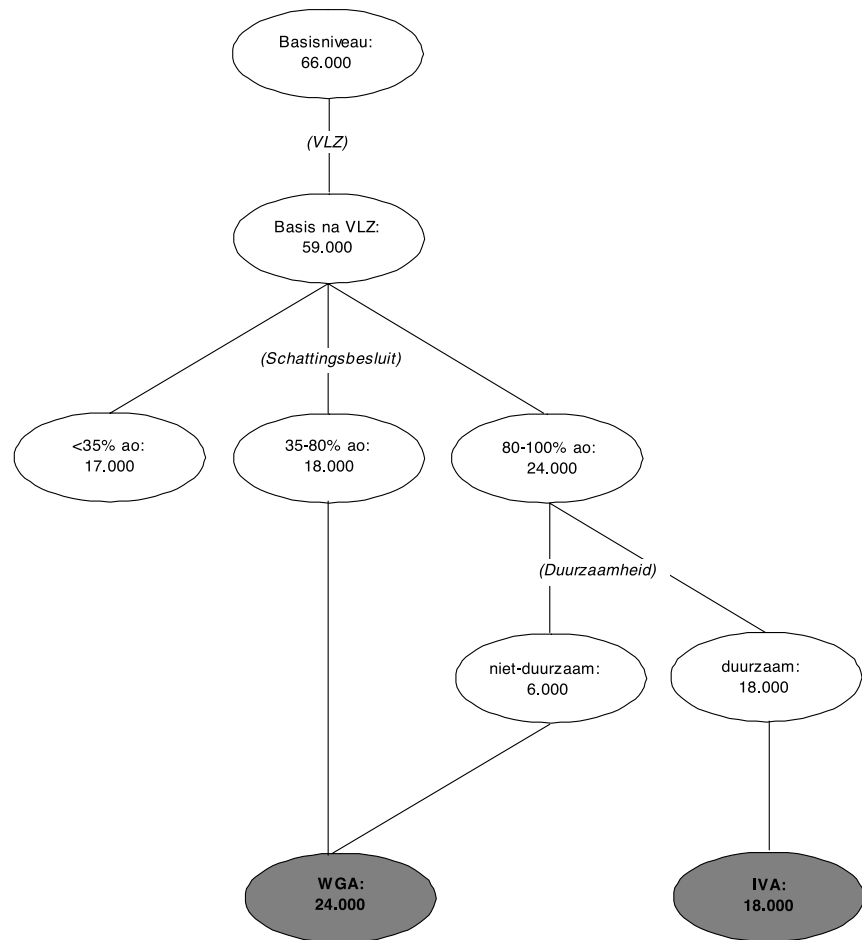 Basisniveau:
66.000
(VLZ)
Basis na VLZ:
59.000
(Schattingsbesluit)
<35% ao:
17.000
35-80% ao:
18.000
80-100% ao:
24.000
(Duurzaamheid)
niet-duurzaam:
6.000
duurzaam:
18.000
WGA:
24.000
IVA:
18.000